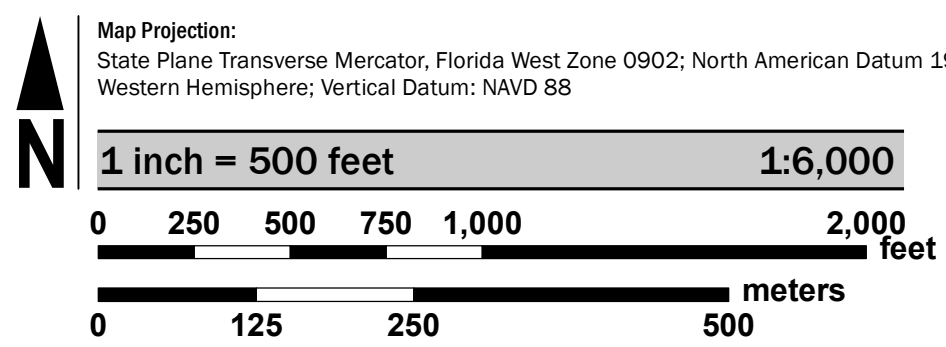 Map Projection:
State Plane Transverse Mercator, Florida West Zone 0902; North American Datum 19
Western Hemisphere; Vertical Datum: NAVD 88
N
1 inch = 500 feet 1:6,000
0 250 500 750 1,000 2,000
feet
meters
0 125 250 500